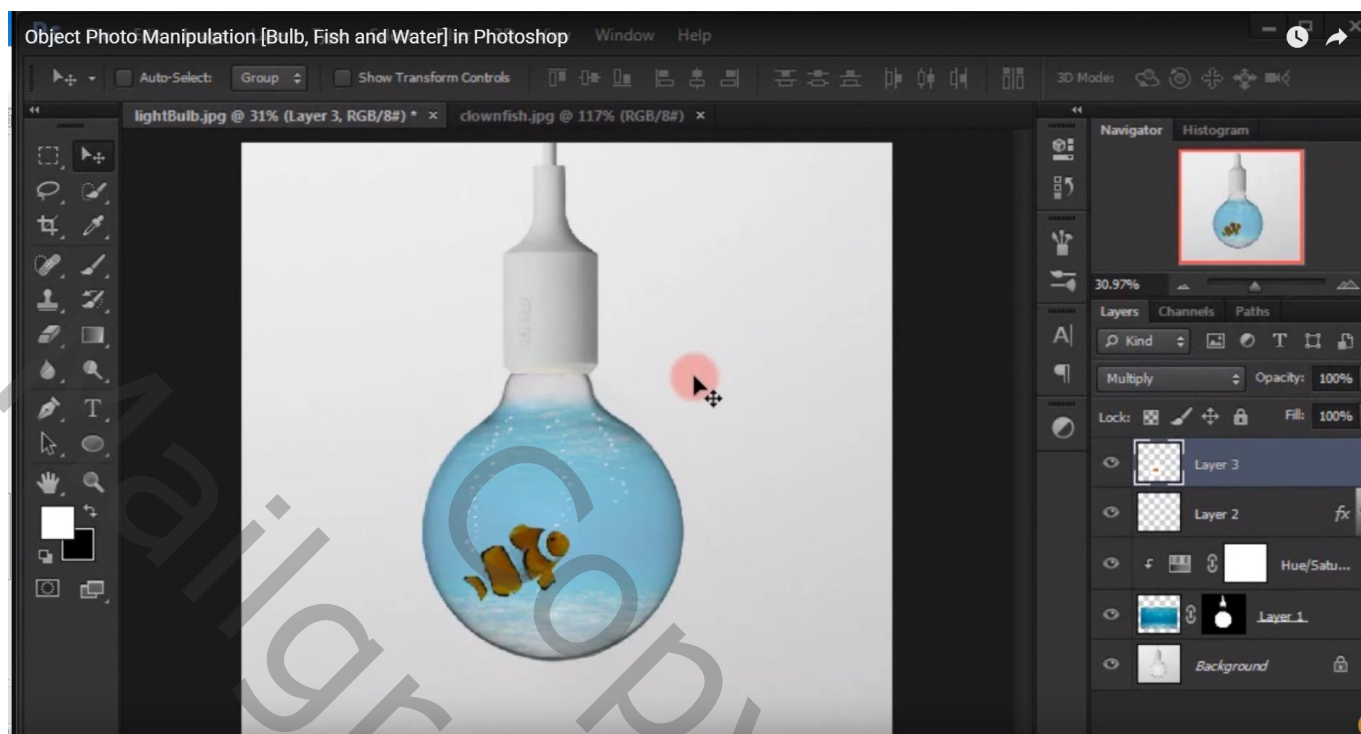 Object Photo Manipulation [Bulb, Fish and Water] in Photoshop
Window Help
Auto-Select: Group Show Transform Controls 3D Mode:
lightBulb.jpg @ 31% (Layer 3, RGB/8#) * × clownfish.jpg @ 117% (RGB/8#) ×
Navigator Histogram
30.97%
Layers Channels Paths
Kind
Multiply Opacity: 100%
Lock: Fill: 100%
Layer 3
Layer 2 fx
Hue/Satu...
Layer 1
Background